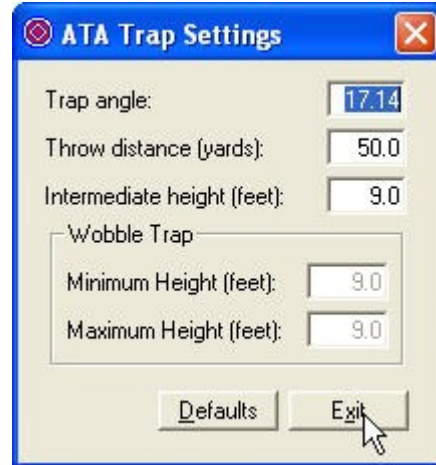 ATA Trap Settings
Trap angle: 17.14
Throw distance (yards): 50.0
Intermediate height (feet): 9.0
Wobble Trap
Minimum Height (feet): 9.0
Maximum Height (feet): 9.0
Defaults Exit